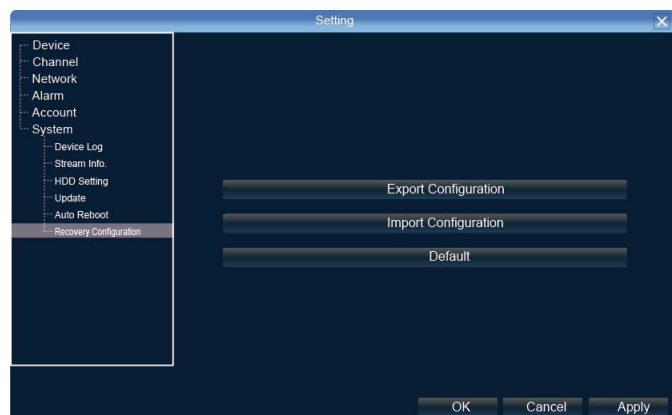 Setting
Device
Channel
Network
Alarm
Account
System
Device Log
Stream Info.
HDD Setting
Update
Auto Reboot
Recovery Configuration
Export Configuration
Import Configuration
Default
OK Cancel Apply